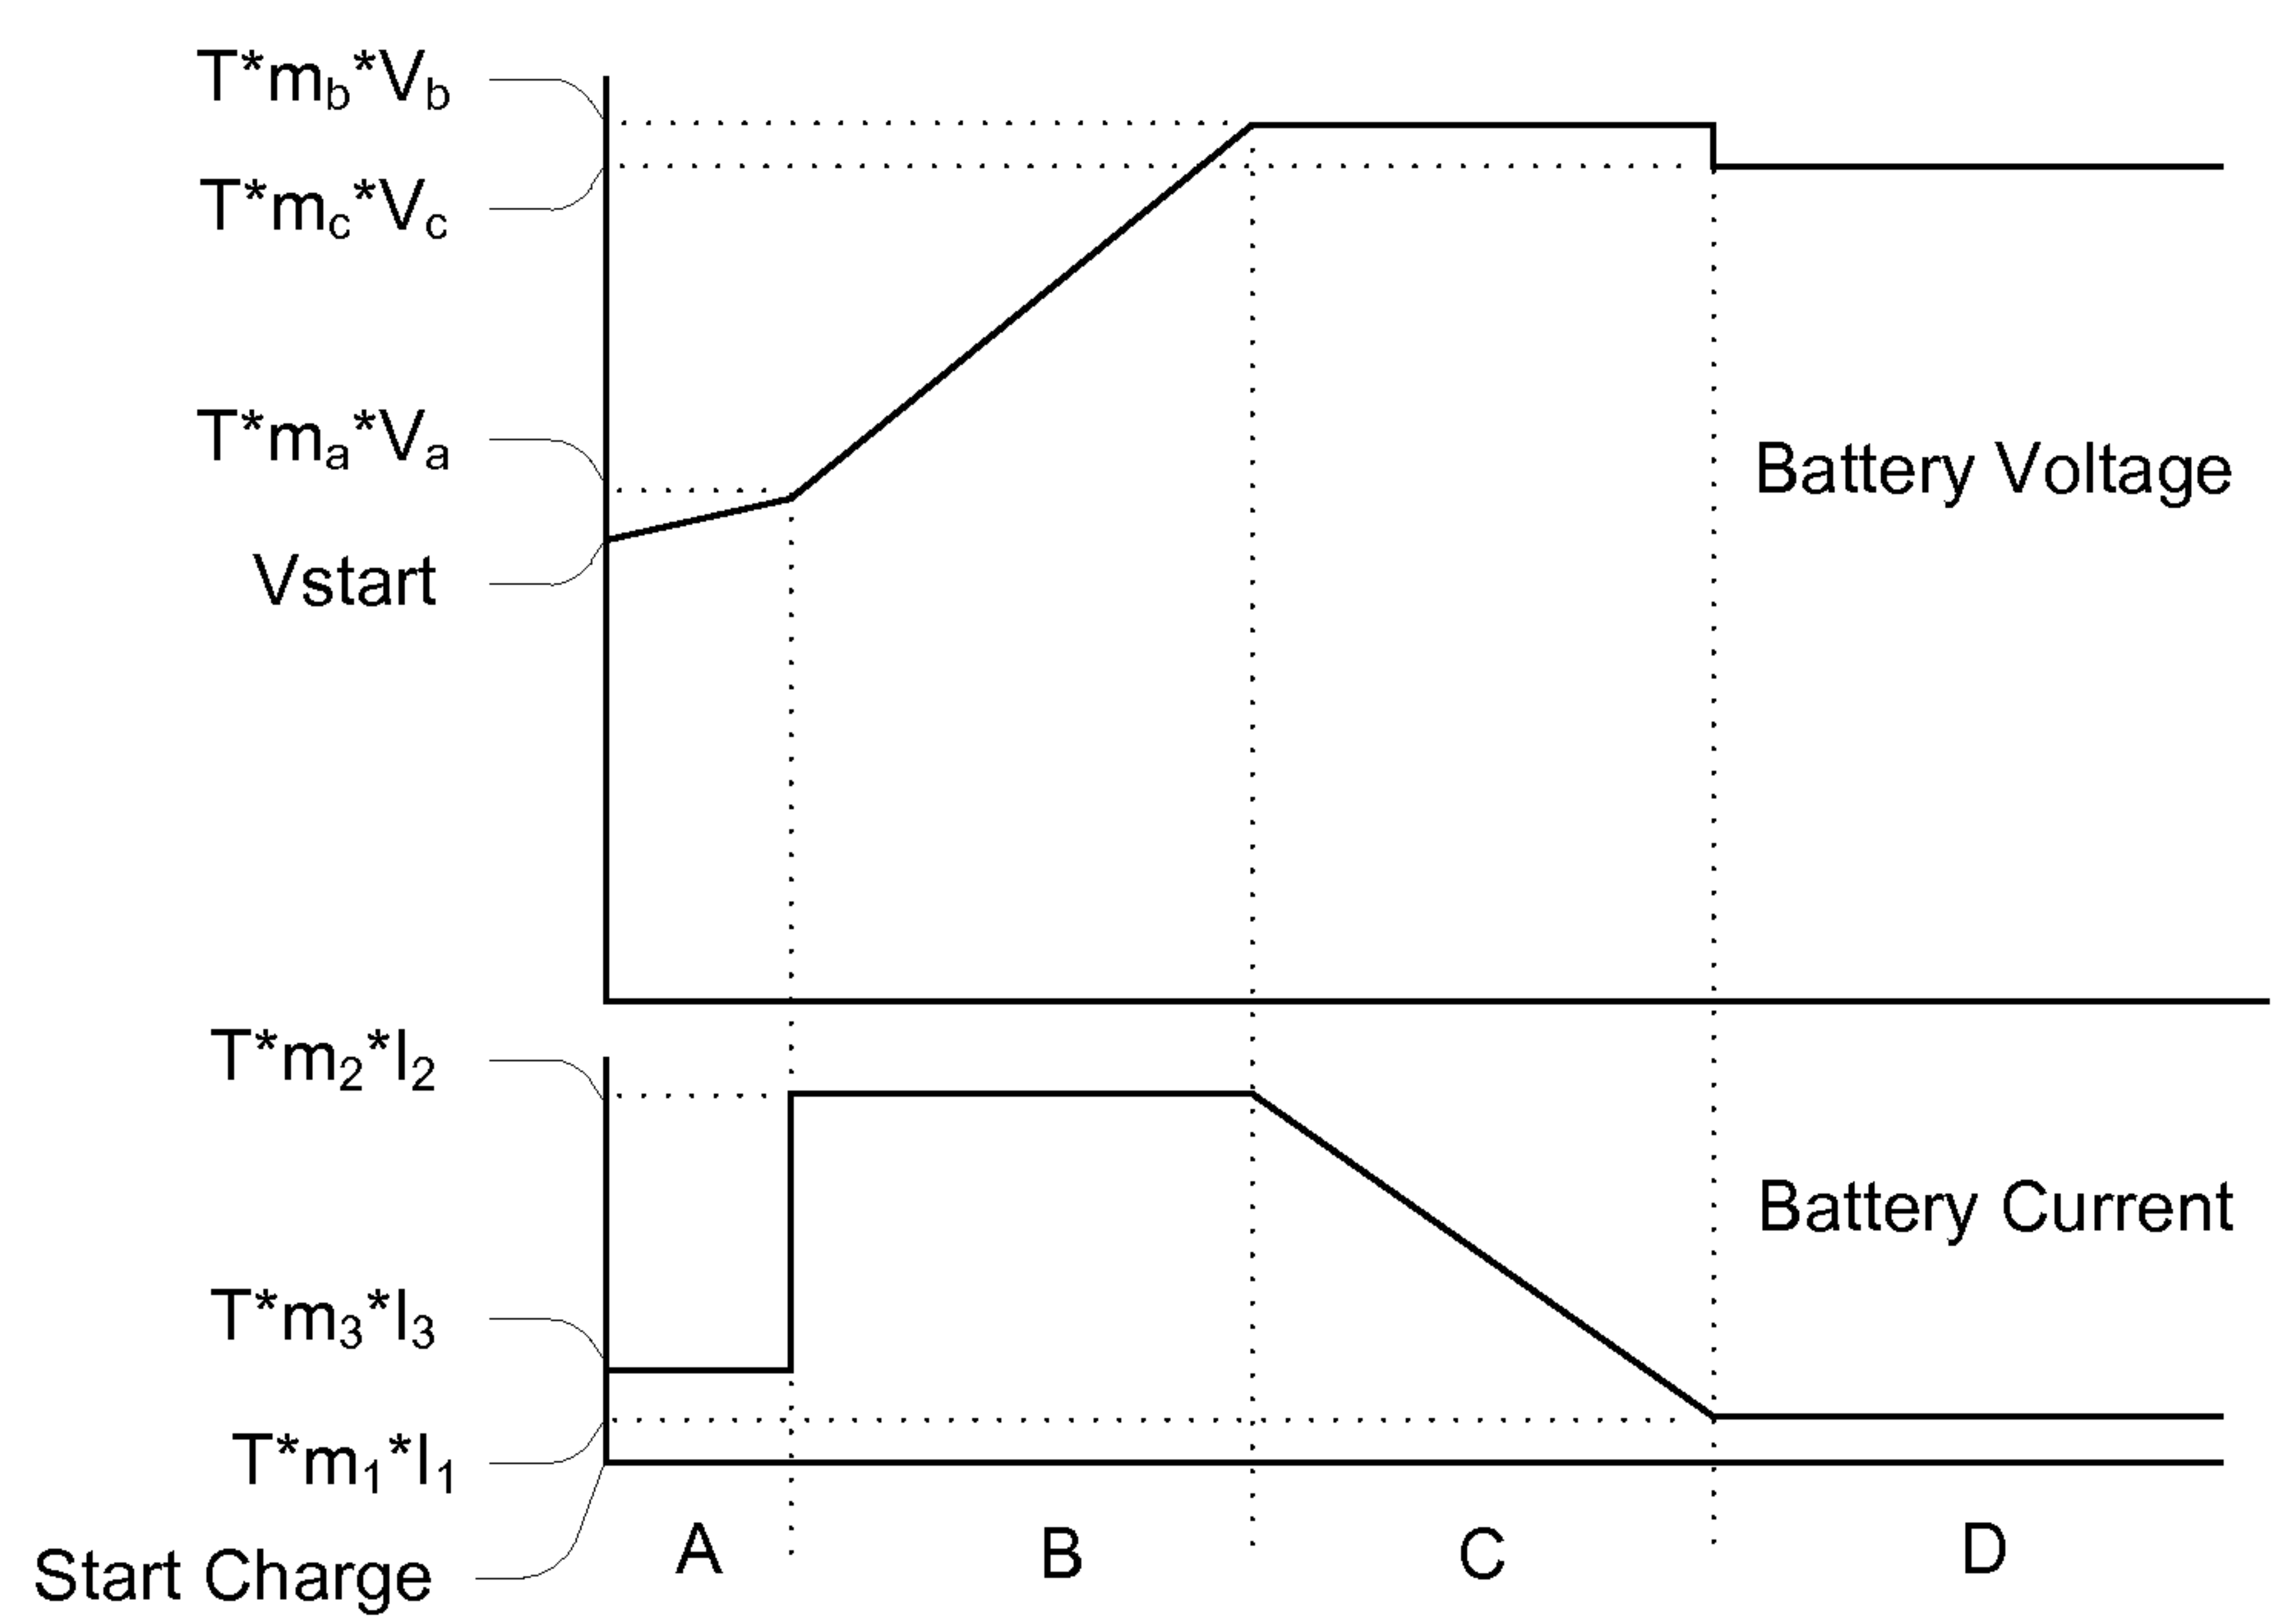 T*m_b*V_b
T*m_c*V_c
T*m_a*V_a
Battery Voltage
Vstart
T*m_2*I_2
Battery Current
T*m_3*I_3
T*m_1*I_1
A B C D
Start Charge